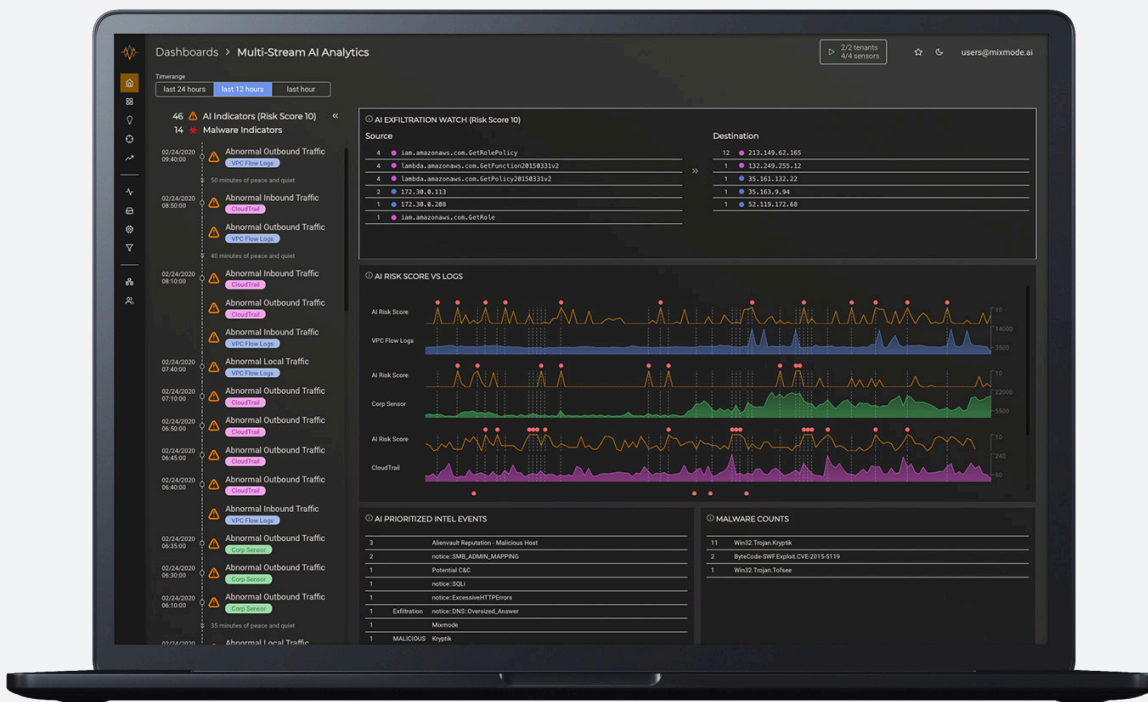 Dashboards > Multi-Stream AI Analytics
2/2 tenants
4/4 sensors
users@mixmode.ai
Timerange
last 24 hours
last 12 hours
last hour
46 AI Indicators (Risk Score 10) «
14 Malware Indicators
02/24/2020
09:40:00
Abnormal Outbound Traffic
VPC Flow Logs
50 minutes of peace and quiet
02/24/2020
08:50:00
Abnormal Inbound Traffic
CloudTrail
Abnormal Outbound Traffic
VPC Flow Logs
40 minutes of peace and quiet
02/24/2020
08:10:00
Abnormal Inbound Traffic
CloudTrail
Abnormal Outbound Traffic
CloudTrail
Abnormal Inbound Traffic
VPC Flow Logs
02/24/2020
07:40:00
Abnormal Local Traffic
VPC Flow Logs
02/24/2020
07:10:00
Abnormal Outbound Traffic
CloudTrail
02/24/2020
06:50:00
Abnormal Outbound Traffic
CloudTrail
02/24/2020
06:45:00
Abnormal Outbound Traffic
CloudTrail
02/24/2020
06:40:00
Abnormal Outbound Traffic
CloudTrail
Abnormal Inbound Traffic
VPC Flow Logs
02/24/2020
06:35:00
Abnormal Outbound Traffic
Corp Sensor
02/24/2020
06:30:00
Abnormal Outbound Traffic
Corp Sensor
02/24/2020
06:10:00
Abnormal Outbound Traffic
Corp Sensor
35 minutes of peace and quiet
02/24/2020
Abnormal Local Traffic
AI EXFILTRATION WATCH (Risk Score 10)
Source
4 iam.amazonaws.com.GetRolePolicy
4 lambda.amazonaws.com.GetFunction20150331v2
4 lambda.amazonaws.com.GetPolicy20150331v2
2 172.30.0.113
1 172.30.0.208
1 iam.amazonaws.com.GetRole
»
Destination
12 213.149.62.165
1 132.249.255.12
1 35.161.132.22
1 35.163.9.94
1 52.119.172.68
AI RISK SCORE VS LOGS
AI Risk Score
10
VPC Flow Logs
14000
3500
AI Risk Score
10
Corp Sensor
22000
5500
AI Risk Score
10
CloudTrail
240
60
AI PRIORITIZED INTEL EVENTS
3 Alienvault Reputation - Malicious Host
2 notice::SMB_ADMIN_MAPPING
1 Potential C&C
1 notice::SQLi
1 notice::ExcessiveHTTPErrors
1 Exfiltration notice::DNS::Oversized_Answer
1 Mixmode
1 MALICIOUS Kryptik
MALWARE COUNTS
11 Win32.Trojan.Kryptik
2 ByteCode-SWF.Exploit.CVE-2015-5119
1 Win32.Trojan.Tofsee